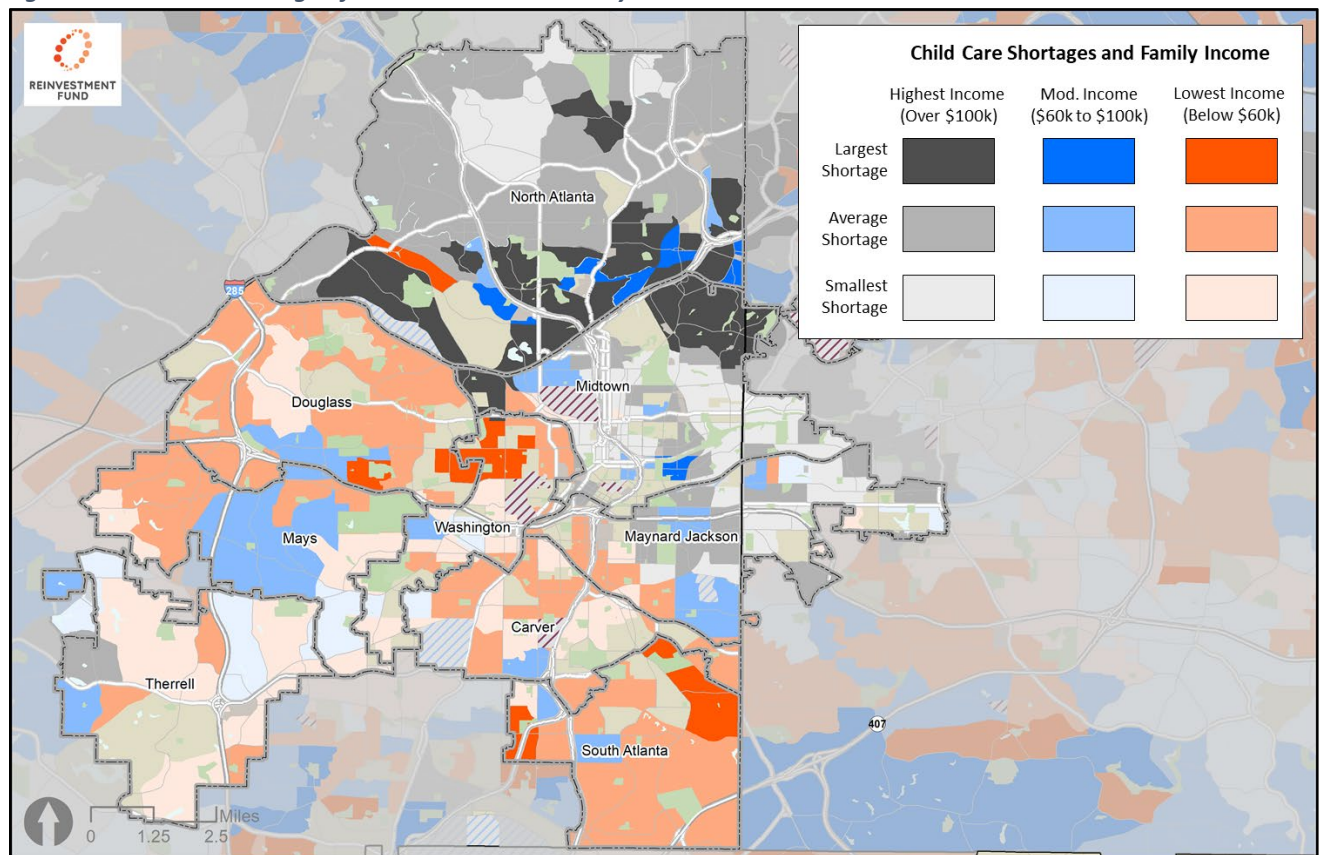 REINVESTMENT
FUND
Child Care Shortages and Family Income
Highest Income
(Over $100k)
Mod. Income
($60k to $100k)
Lowest Income
(Below $60k)
Largest
Shortage
Average
Shortage
Smallest
Shortage
North Atlanta
285
Midtown
Douglass
Washington
Maynard Jackson
Mays
Carver
Therrell
407
South Atlanta
Miles
0 1.25 2.5